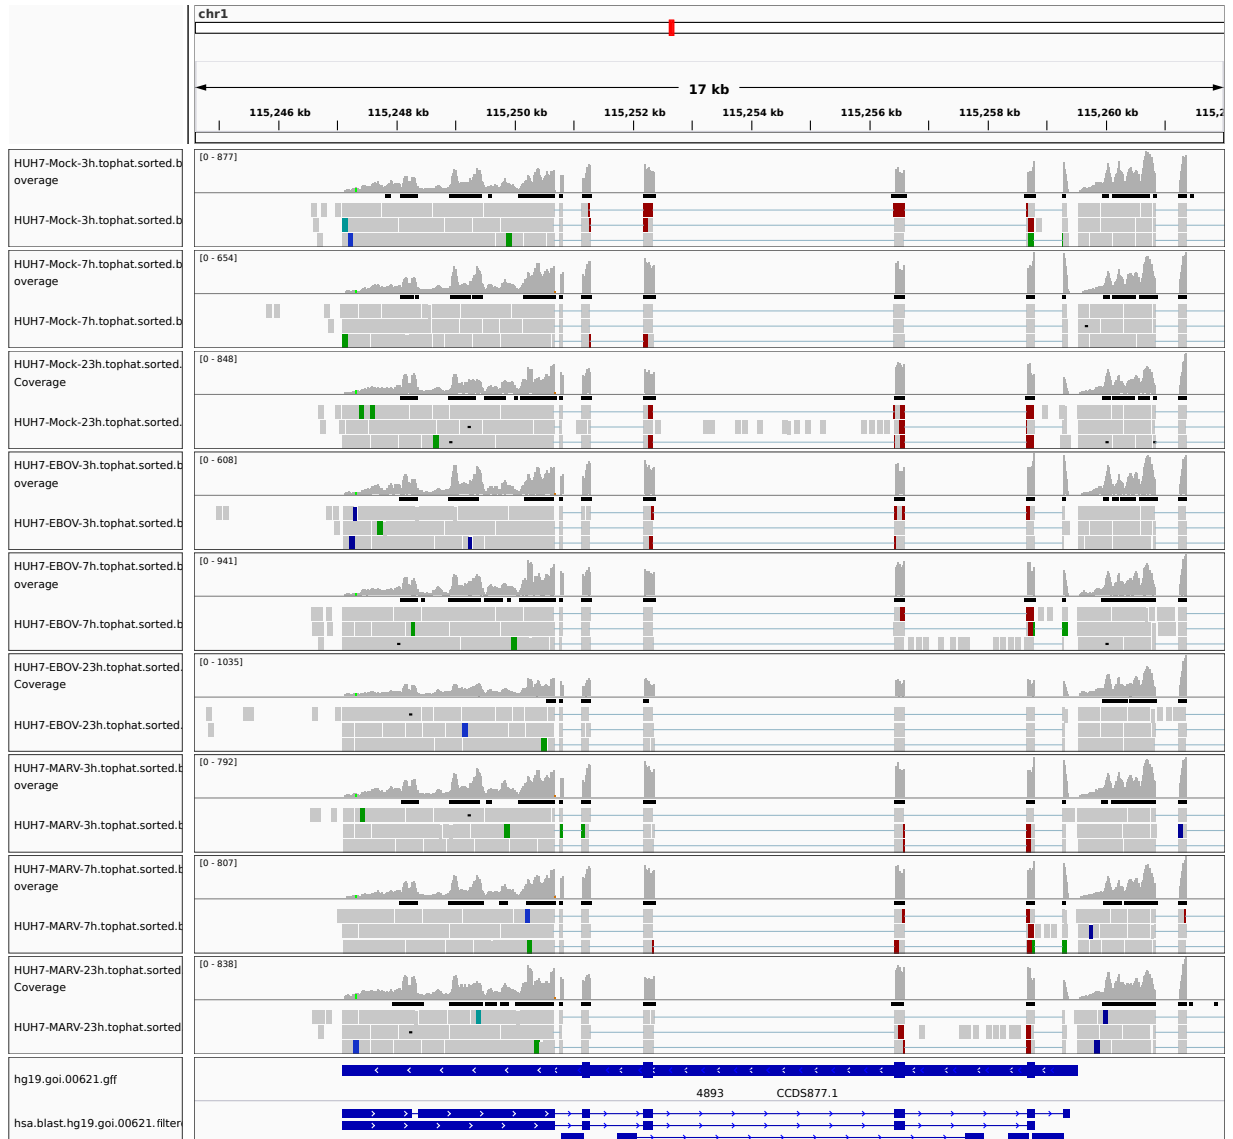 chr1
17 kb
115,246 kb 115,248 kb 115,250 kb 115,252 kb 115,254 kb 115,256 kb 115,258 kb 115,260 kb 115,2
HUH7-Mock-3h.tophat.sorted.b
overage
[0 - 877]
HUH7-Mock-3h.tophat.sorted.b
HUH7-Mock-7h.tophat.sorted.b
overage
[0 - 654]
HUH7-Mock-7h.tophat.sorted.b
HUH7-Mock-23h.tophat.sorted.
Coverage
[0 - 848]
HUH7-Mock-23h.tophat.sorted.
HUH7-EBOV-3h.tophat.sorted.b
overage
[0 - 608]
HUH7-EBOV-3h.tophat.sorted.b
HUH7-EBOV-7h.tophat.sorted.b
overage
[0 - 941]
HUH7-EBOV-7h.tophat.sorted.b
HUH7-EBOV-23h.tophat.sorted.
Coverage
[0 - 1035]
HUH7-EBOV-23h.tophat.sorted.
HUH7-MARV-3h.tophat.sorted.b
overage
[0 - 792]
HUH7-MARV-3h.tophat.sorted.b
HUH7-MARV-7h.tophat.sorted.b
overage
[0 - 807]
HUH7-MARV-7h.tophat.sorted.b
HUH7-MARV-23h.tophat.sorted
Coverage
[0 - 838]
HUH7-MARV-23h.tophat.sorted
hg19.goi.00621.gff
4893 CCDS877.1
hsa.blast.hg19.goi.00621.filter